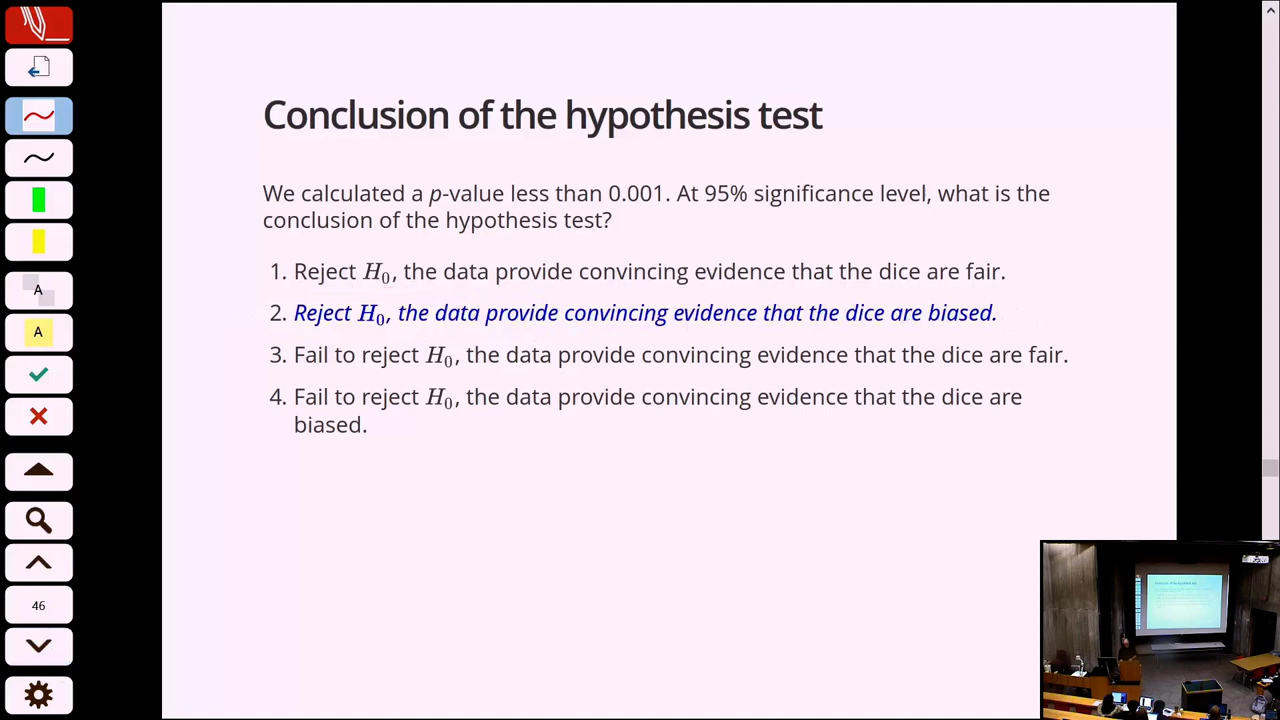 Conclusion of the hypothesis test
We calculated a p-value less than 0.001. At 95% significance level, what is the
conclusion of the hypothesis test?
1. Reject H₀, the data provide convincing evidence that the dice are fair.
2. Reject H₀, the data provide convincing evidence that the dice are biased.
3. Fail to reject H₀, the data provide convincing evidence that the dice are fair.
4. Fail to reject H₀, the data provide convincing evidence that the dice are
biased.
A
A
46